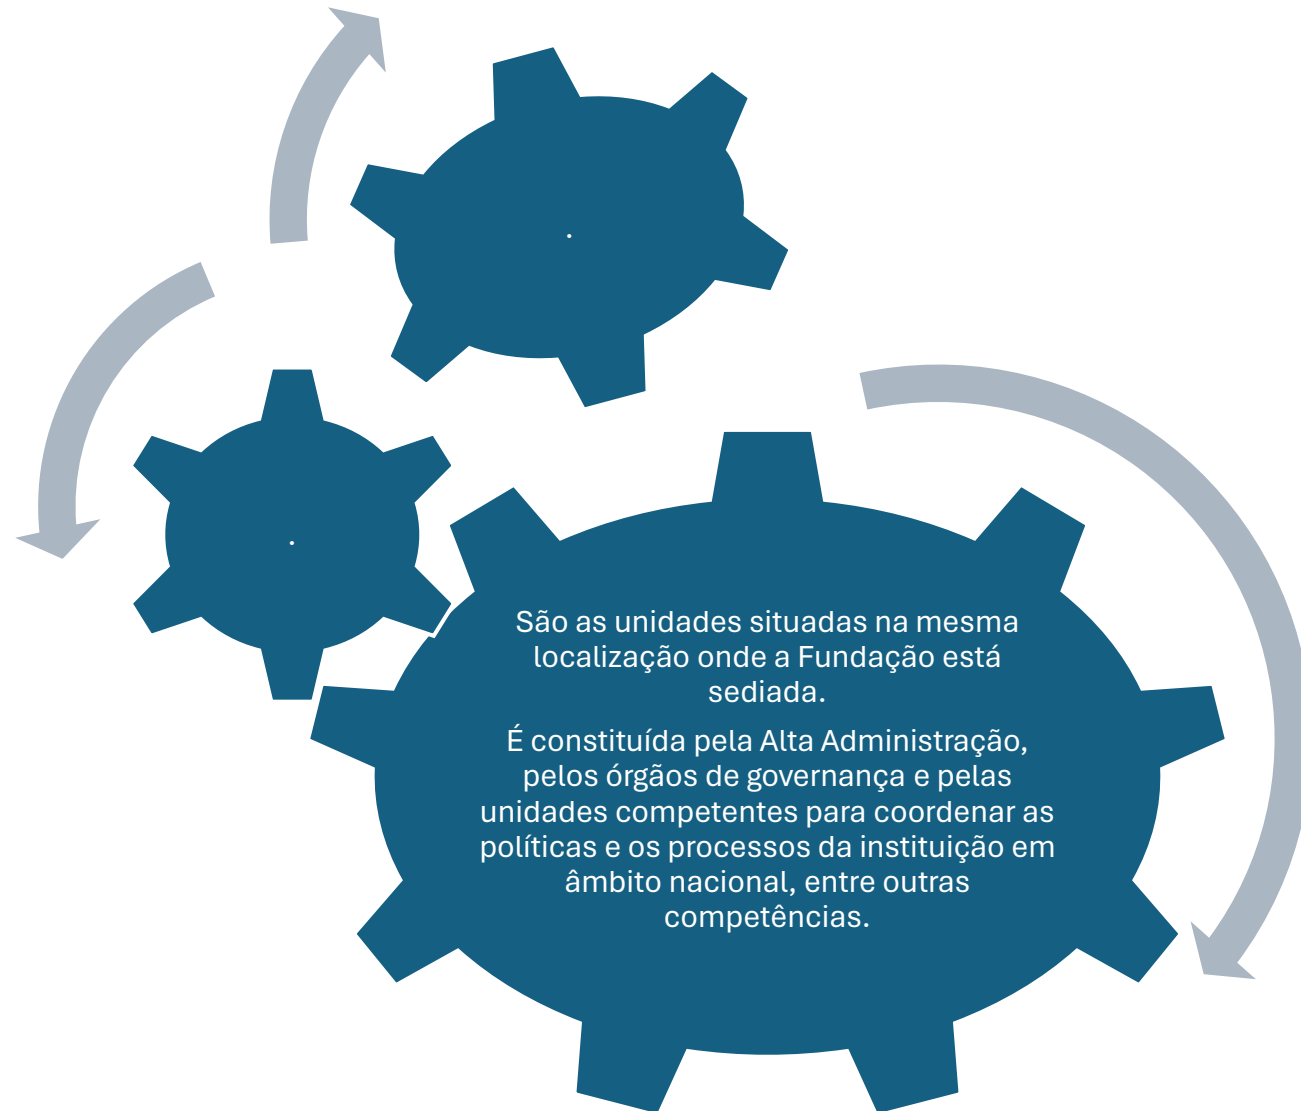 .
.
São as unidades situadas na mesma
localização onde a Fundação está
sediada.
É constituída pela Alta Administração,
pelos órgãos de governança e pelas
unidades competentes para coordenar as
políticas e os processos da instituição em
âmbito nacional, entre outras
competências.